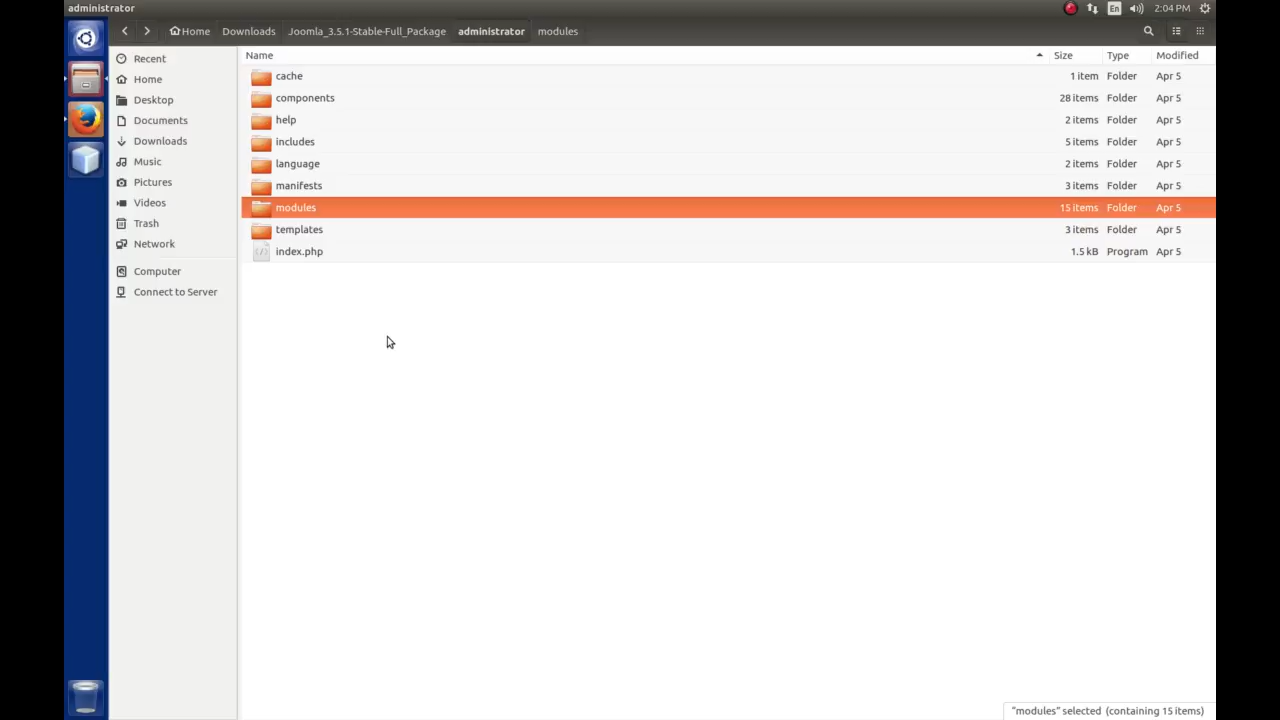 administrator
En
2:04 PM
Home
Downloads
Joomla_3.5.1-Stable-Full_Package
administrator
modules
Recent
Home
Desktop
Documents
Downloads
Music
Pictures
Videos
Trash
Network
Computer
Connect to Server
Name Size Type Modified
cache 1 item Folder Apr 5
components 28 items Folder Apr 5
help 2 items Folder Apr 5
includes 5 items Folder Apr 5
language 2 items Folder Apr 5
manifests 3 items Folder Apr 5
modules 15 items Folder Apr 5
templates 3 items Folder Apr 5
index.php 1.5 kB Program Apr 5
"modules" selected (containing 15 items)